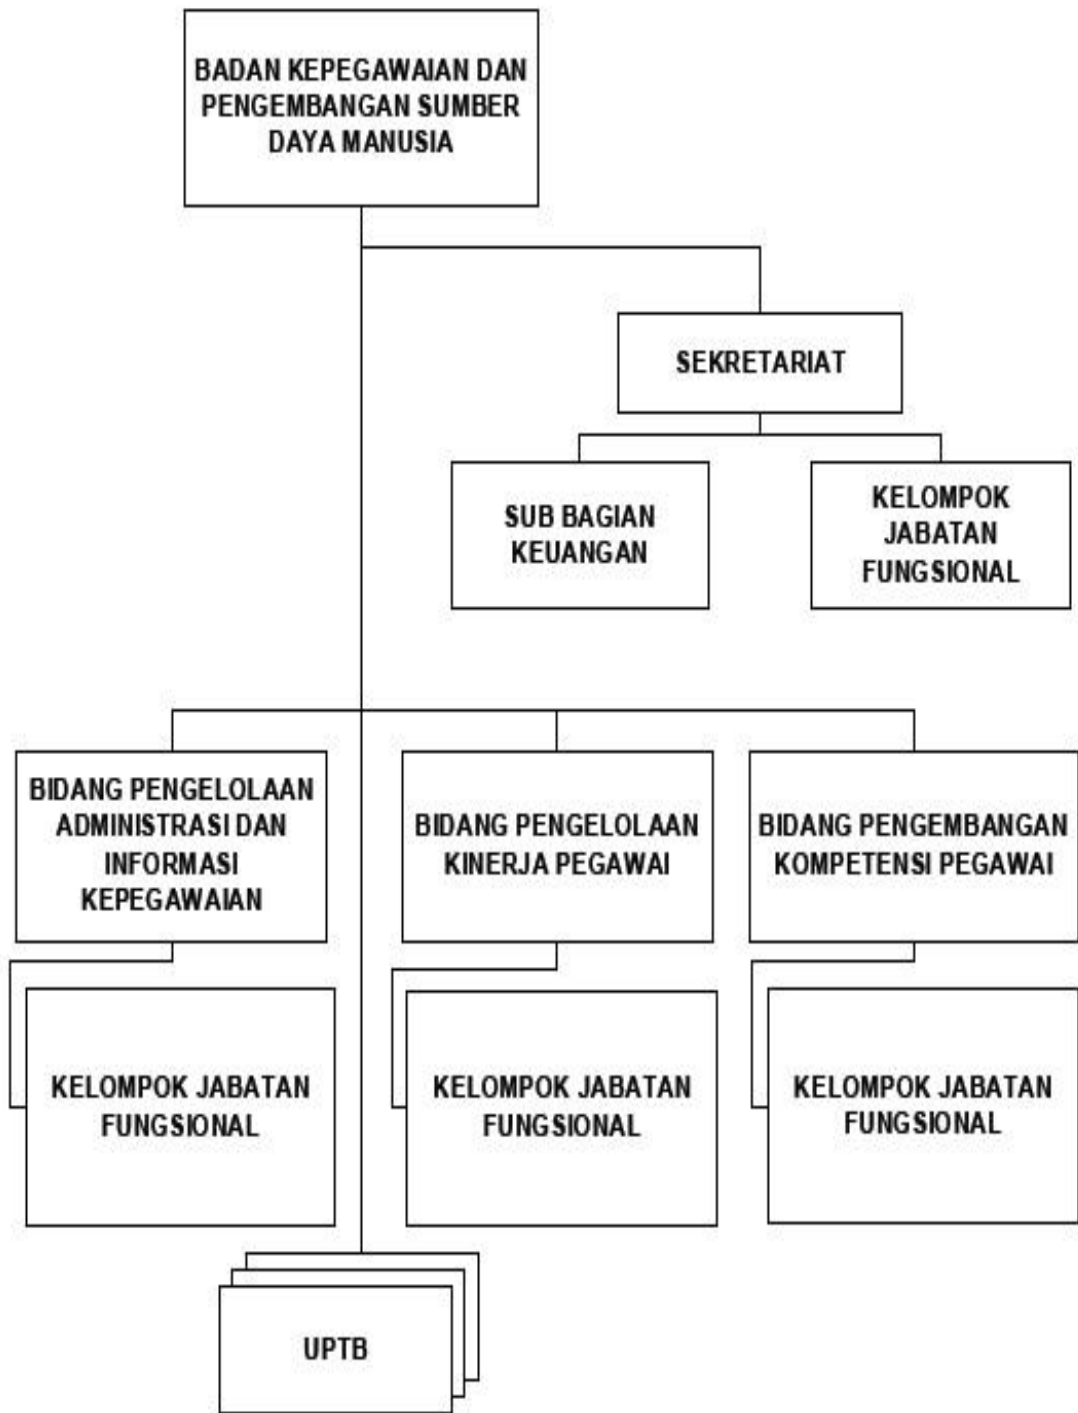 BADAN KEPEGAWAIAN DAN
PENGEMBANGAN SUMBER
DAYA MANUSIA
SEKRETARIAT
SUB BAGIAN
KEUANGAN
KELOMPOK
JABATAN
FUNGSIONAL
BIDANG PENGELOLAAN
ADMINISTRASI DAN
INFORMASI
KEPEGAWAIAN
BIDANG PENGELOLAAN
KINERJA PEGAWAI
BIDANG PENGEMBANGAN
KOMPETENSI PEGAWAI
KELOMPOK JABATAN
FUNGSIONAL
KELOMPOK JABATAN
FUNGSIONAL
KELOMPOK JABATAN
FUNGSIONAL
UPTB